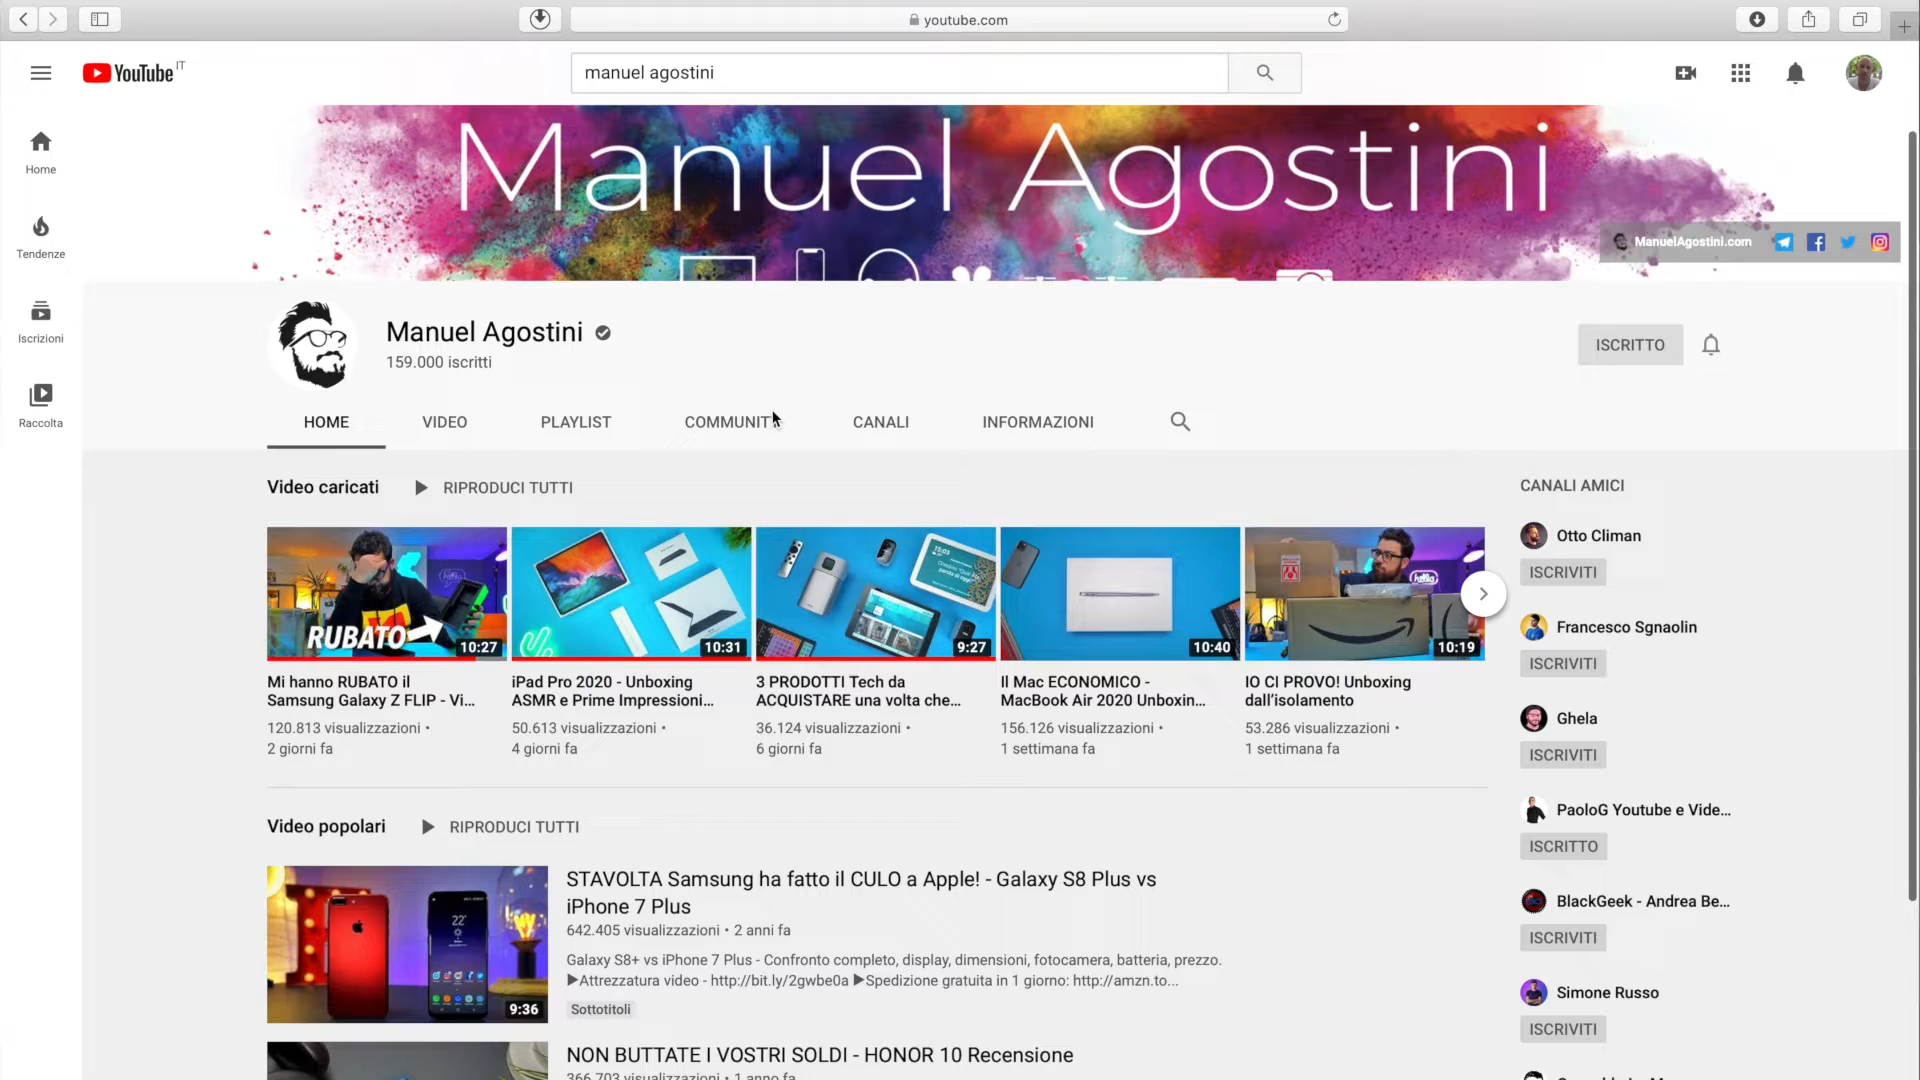 youtube.com
YouTube IT
manuel agostini
Manuel Agostini
ManuelAgostini.com
Home
Tendenze
Iscrizioni
Raccolta
Manuel Agostini
159.000 iscritti
ISCRITTO
HOME VIDEO PLAYLIST COMMUNITY CANALI INFORMAZIONI
Video caricati RIPRODUCI TUTTI
RUBATO
10:27
10:31
9:27
10:40
10:19
Mi hanno RUBATO il
Samsung Galaxy Z FLIP - Vi...
120.813 visualizzazioni •
2 giorni fa
iPad Pro 2020 - Unboxing
ASMR e Prime Impressioni...
50.613 visualizzazioni •
4 giorni fa
3 PRODOTTI Tech da
ACQUISTARE una volta che...
36.124 visualizzazioni •
6 giorni fa
Il Mac ECONOMICO -
MacBook Air 2020 Unboxin...
156.126 visualizzazioni •
1 settimana fa
IO CI PROVO! Unboxing
dall’isolamento
53.286 visualizzazioni •
1 settimana fa
Video popolari RIPRODUCI TUTTI
9:36
STAVOLTA Samsung ha fatto il CULO a Apple! - Galaxy S8 Plus vs
iPhone 7 Plus
642.405 visualizzazioni • 2 anni fa
Galaxy S8+ vs iPhone 7 Plus - Confronto completo, display, dimensioni, fotocamera, batteria, prezzo.
▶Attrezzatura video - http://bit.ly/2gwbe0a ▶Spedizione gratuita in 1 giorno: http://amzn.to...
Sottotitoli
NON BUTTATE I VOSTRI SOLDI - HONOR 10 Recensione
366.703 visualizzazioni • 1 anno fa
CANALI AMICI
Otto Climan
ISCRIVITI
Francesco Sgnaolin
ISCRIVITI
Ghela
ISCRIVITI
PaoloG Youtube e Vide...
ISCRITTO
BlackGeek - Andrea Be...
ISCRIVITI
Simone Russo
ISCRIVITI